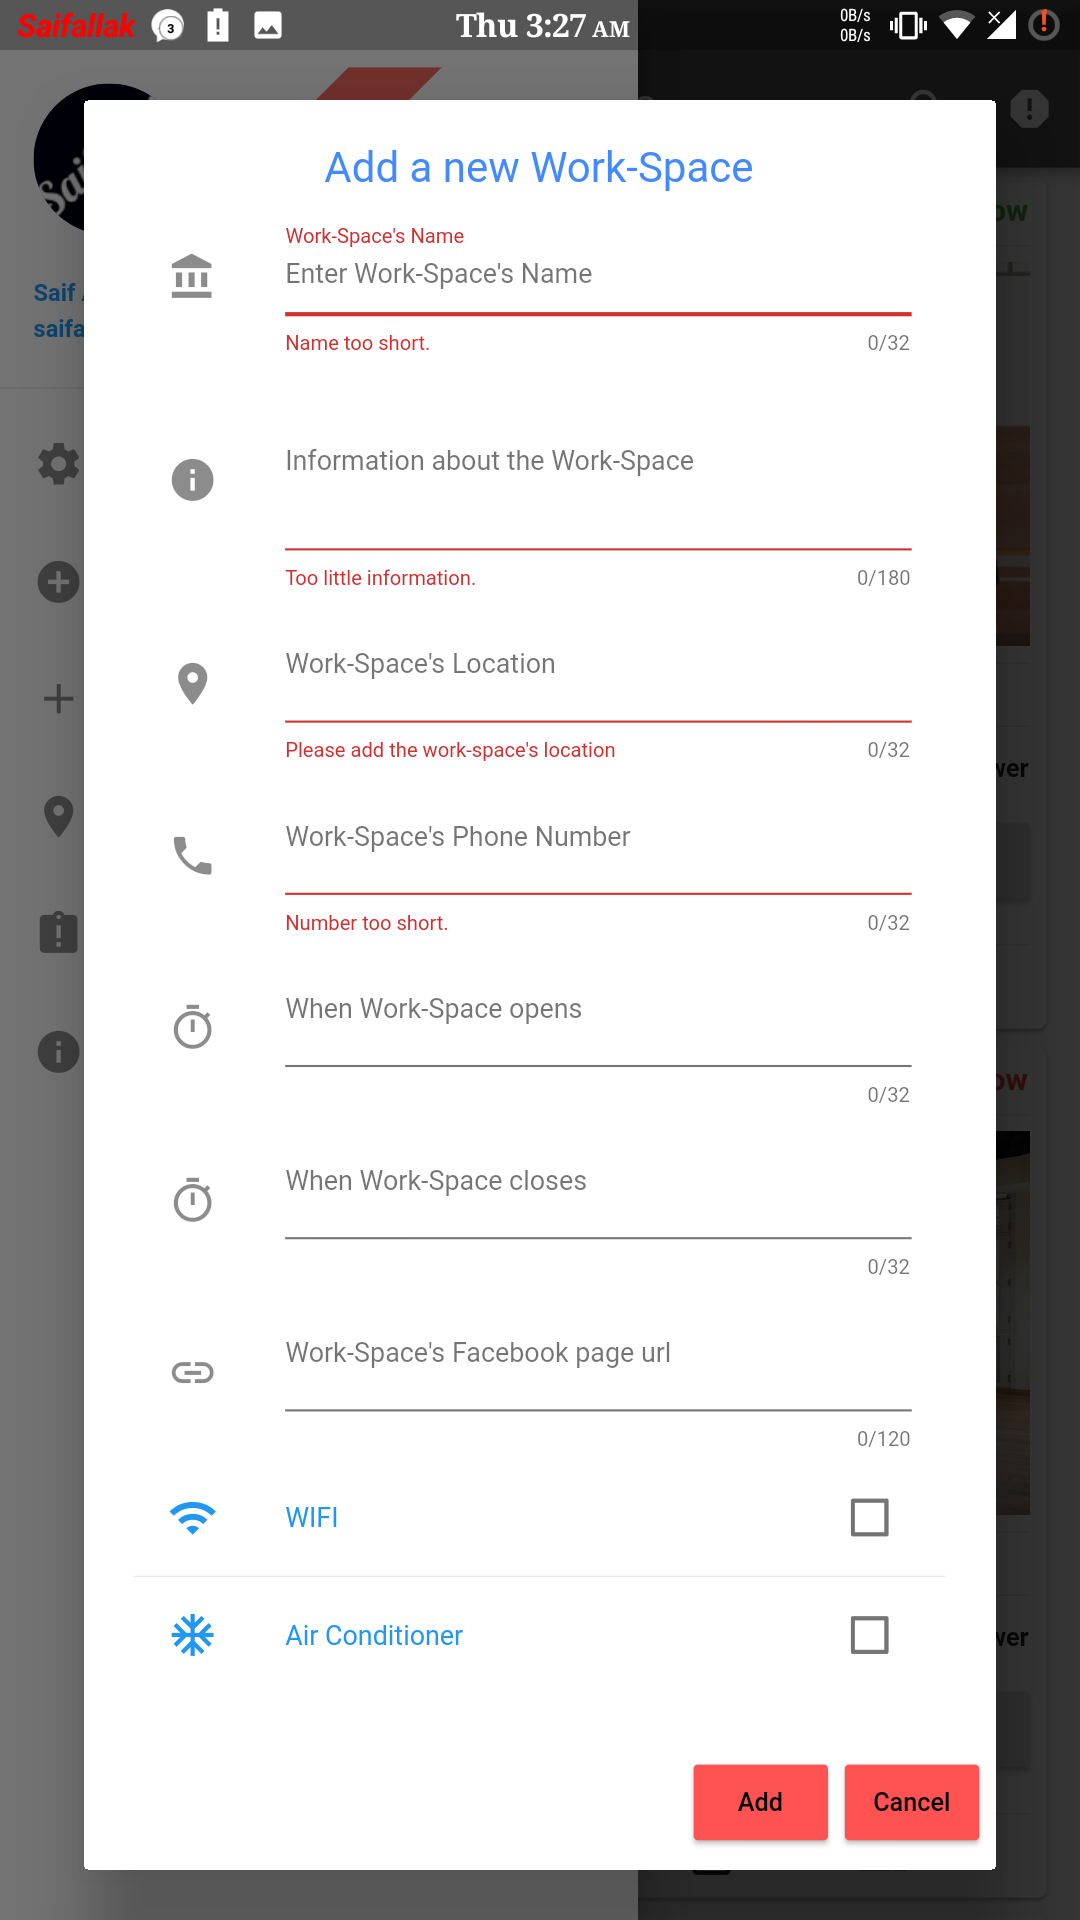 Saifallak
3
Thu 3:27 AM
0B/s
0B/s
Sai
ow
Saif
saifa
Add a new Work-Space
Work-Space's Name
Enter Work-Space's Name
Name too short.
0/32
Information about the Work-Space
Too little information.
0/180
Work-Space's Location
Please add the work-space's location
0/32
wer
Work-Space's Phone Number
Number too short.
0/32
When Work-Space opens
0/32
ow
When Work-Space closes
0/32
Work-Space's Facebook page url
0/120
WIFI
Air Conditioner
wer
Add
Cancel